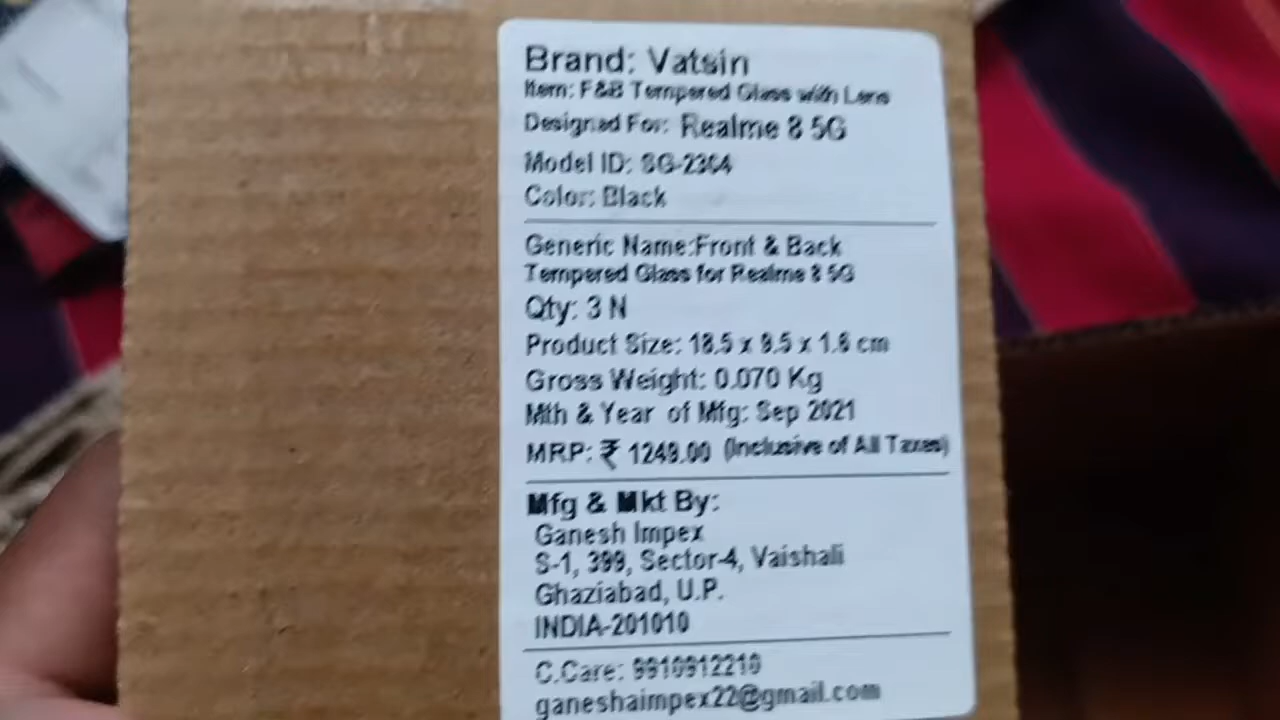 Brand: Vatsin
Item: F&B Tempered Glass with Lens
Designed For: Realme 8 5G
Model ID: SG-2304
Color: Black
Generic Name:Front & Back
Tempered Glass for Realme 8 5G
Qty: 3 N
Product Size: 18.5 x 9.5 x 1.8 cm
Gross Weight: 0.070 Kg
Mth & Year of Mfg: Sep 2021
MRP: ₹ 1249.00 (Inclusive of All Taxes)
Mfg & Mkt By:
Ganesh Impex
S-1, 399, Sector-4, Vaishali
Ghaziabad, U.P.
INDIA-201010
C.Care: 9910912210
ganeshaimpex22@gmail.com